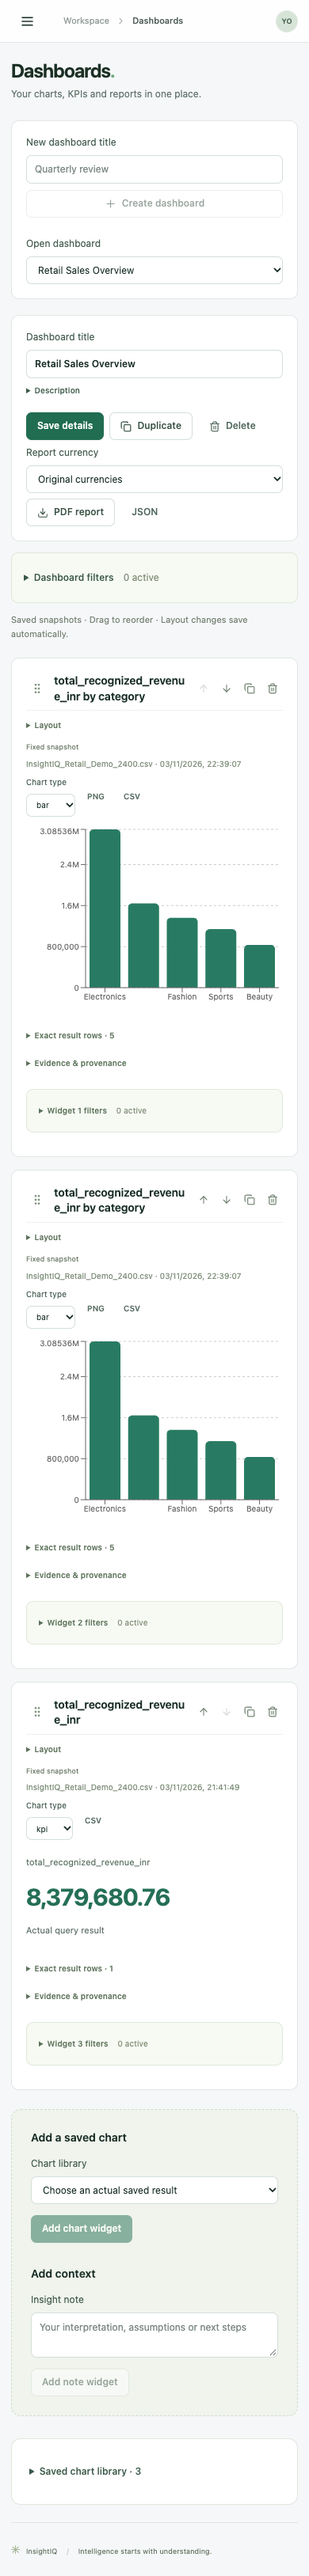 Workspace > Dashboards
YO
Dashboards.
Your charts, KPIs and reports in one place.
New dashboard title
Quarterly review
+ Create dashboard
Open dashboard
Retail Sales Overview
Dashboard title
Retail Sales Overview
Description
Save details
Duplicate
Delete
Report currency
Original currencies
PDF report
JSON
Dashboard filters 0 active
Saved snapshots · Drag to reorder · Layout changes save
automatically.
total_recognized_revenu
e_inr by category
Layout
Fixed snapshot
InsightIQ_Retail_Demo_2400.csv · 03/11/2026, 22:39:07
Chart type
bar
PNG
CSV
3.08536M
2.4M
1.6M
800,000
0
Electronics
Fashion
Sports
Beauty
Exact result rows · 5
Evidence & provenance
Widget 1 filters 0 active
total_recognized_revenu
e_inr by category
Layout
Fixed snapshot
InsightIQ_Retail_Demo_2400.csv · 03/11/2026, 22:39:07
Chart type
bar
PNG
CSV
3.08536M
2.4M
1.6M
800,000
0
Electronics
Fashion
Sports
Beauty
Exact result rows · 5
Evidence & provenance
Widget 2 filters 0 active
total_recognized_revenu
e_inr
Layout
Fixed snapshot
InsightIQ_Retail_Demo_2400.csv · 03/11/2026, 21:41:49
Chart type
kpi
CSV
total_recognized_revenue_inr
8,379,680.76
Actual query result
Exact result rows · 1
Evidence & provenance
Widget 3 filters 0 active
Add a saved chart
Chart library
Choose an actual saved result
Add chart widget
Add context
Insight note
Your interpretation, assumptions or next steps
Add note widget
Saved chart library · 3
InsightIQ / Intelligence starts with understanding.